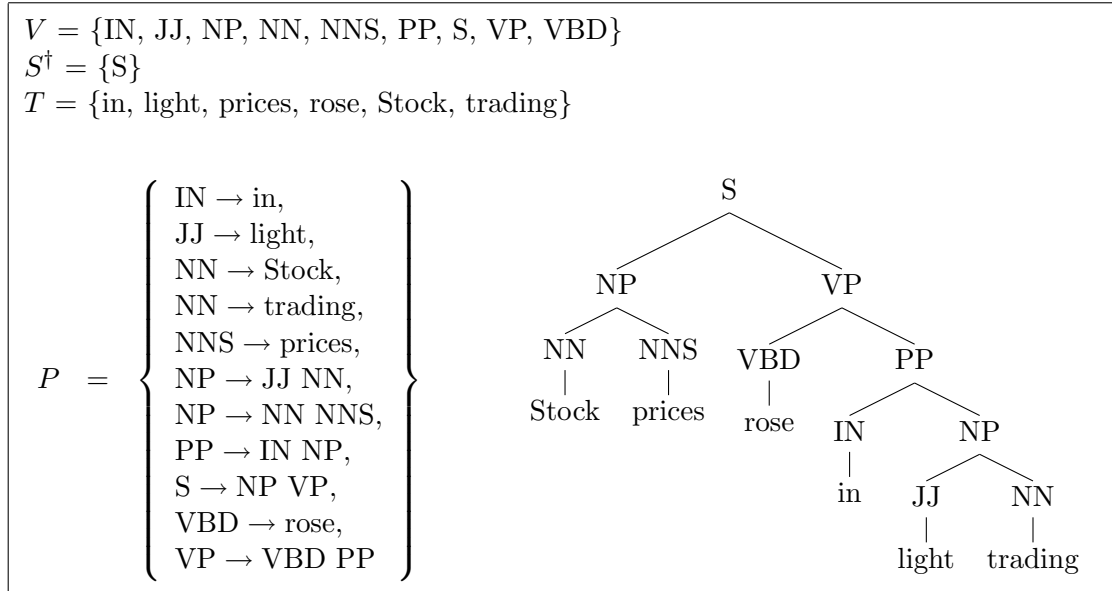 V = {IN, JJ, NP, NN, NNS, PP, S, VP, VBD}
S† = {S}
T = {in, light, prices, rose, Stock, trading}
P = {
IN → in,
JJ → light,
NN → Stock,
NN → trading,
NNS → prices,
NP → JJ NN,
NP → NN NNS,
PP → IN NP,
S → NP VP,
VBD → rose,
VP → VBD PP
}
S
NP VP
NN NNS VBD PP
Stock prices rose IN NP
in JJ NN
light trading